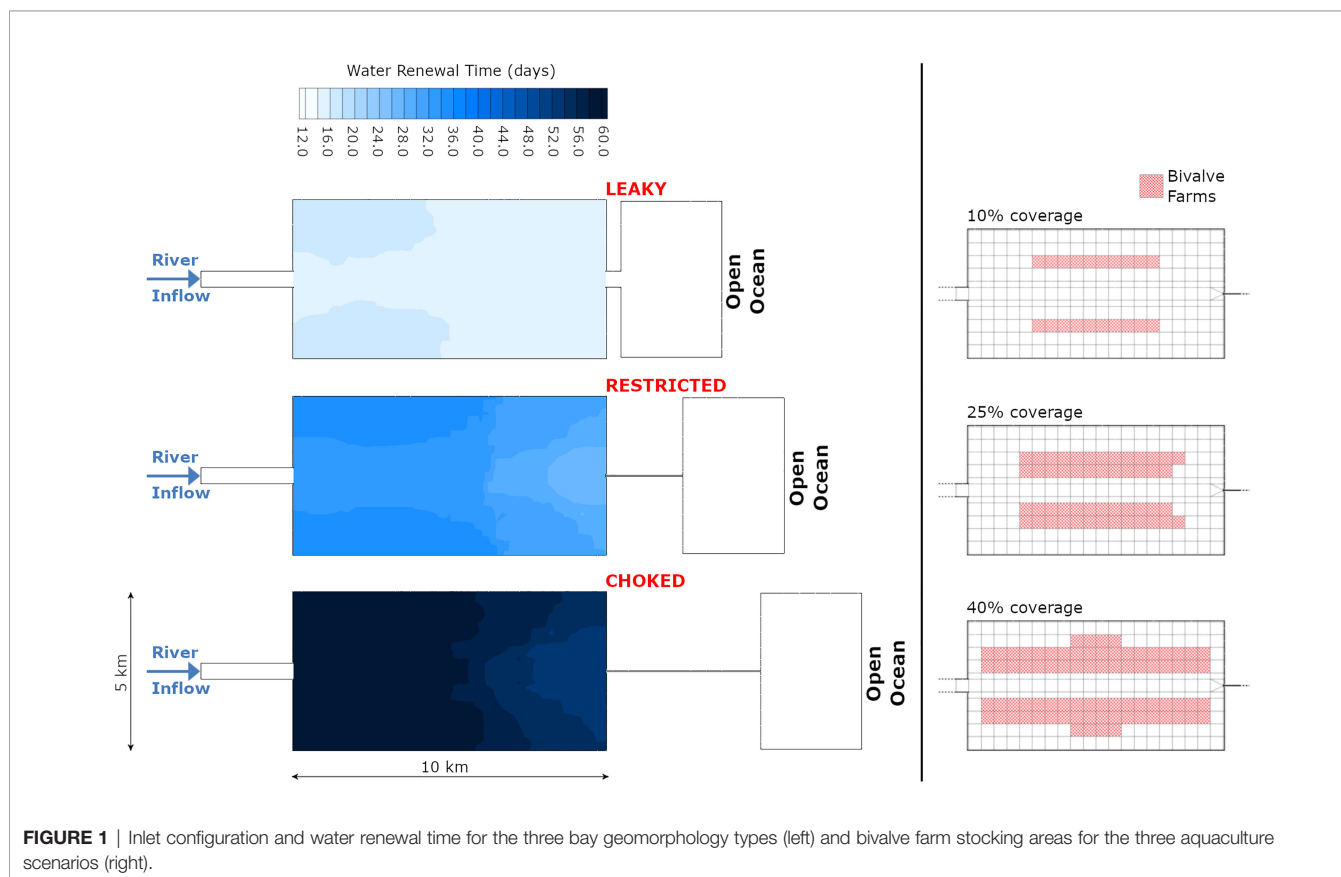 Water Renewal Time (days)
12.0 16.0 20.0 24.0 28.0 32.0 36.0 40.0 44.0 48.0 52.0 56.0 60.0
LEAKY
River
Inflow
Open
Ocean
RESTRICTED
River
Inflow
Open
Ocean
CHOKED
River
Inflow
Open
Ocean
5 km
10 km
Bivalve
Farms
10% coverage
25% coverage
40% coverage
FIGURE 1 | Inlet configuration and water renewal time for the three bay geomorphology types (left) and bivalve farm stocking areas for the three aquaculture
scenarios (right).